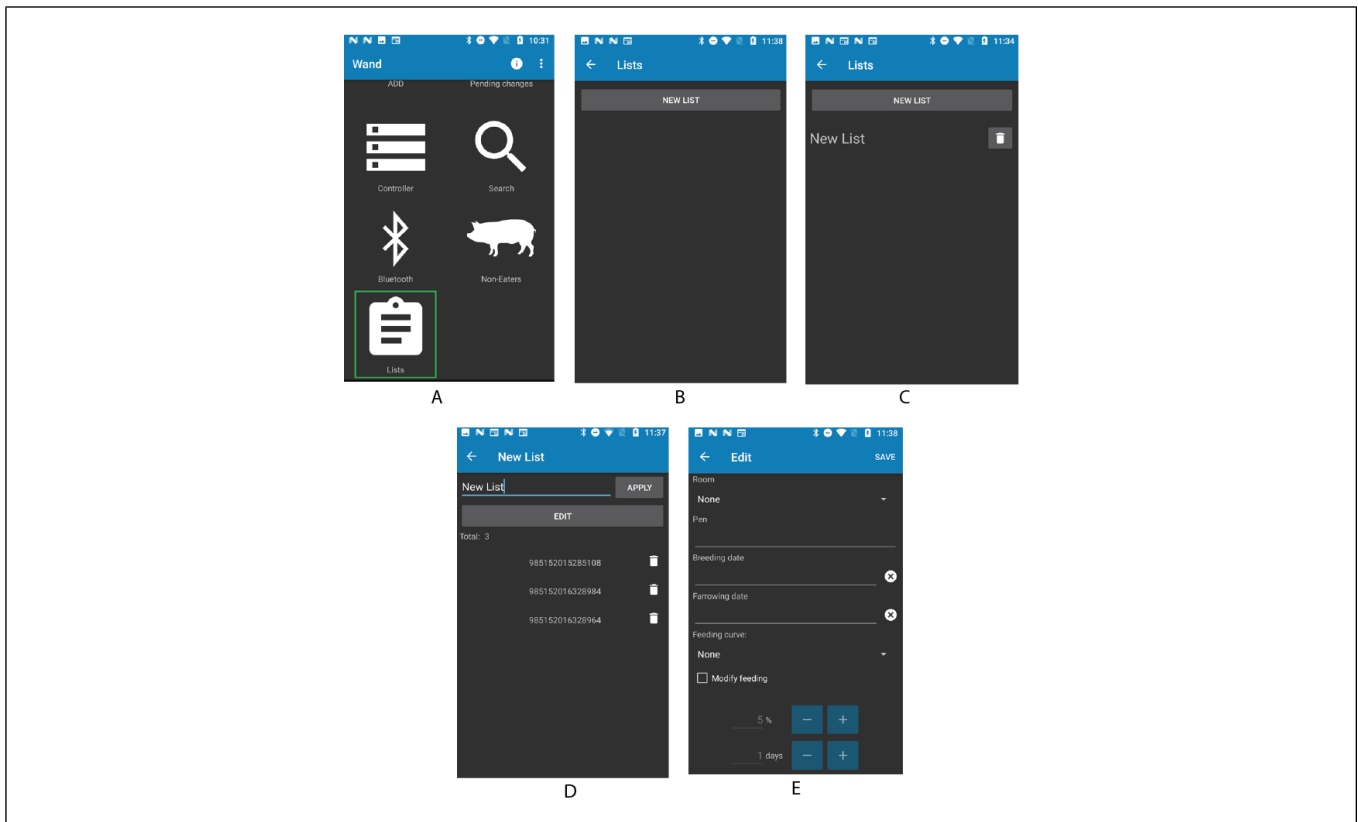 10:31
Wand
ADD Pending changes
Controller Search
Bluetooth Non-Eaters
Lists
A
11:38
Lists
NEW LIST
B
11:34
Lists
NEW LIST
New List
C
11:37
New List
New List APPLY
EDIT
Total: 3
985152015285108
985152016328984
985152016328964
D
11:38
Edit SAVE
Room
None
Pen
Breeding date
Farrowing date
Feeding curve:
None
Modify feeding
5 %
1 days
E